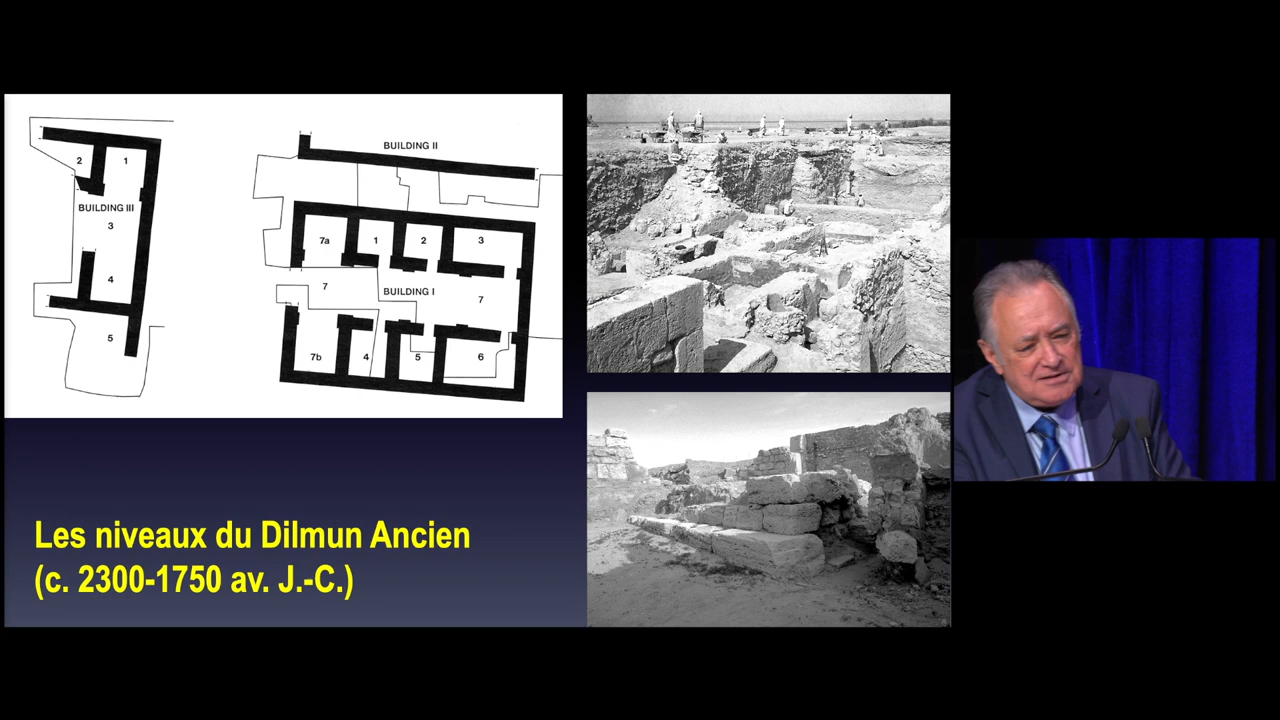 BUILDING II
2 1
BUILDING III
3
4
5
7a 1 2 3
7 BUILDING I 7
7b 4 5 6
Les niveaux du Dilmun Ancien
(c. 2300-1750 av. J.-C.)